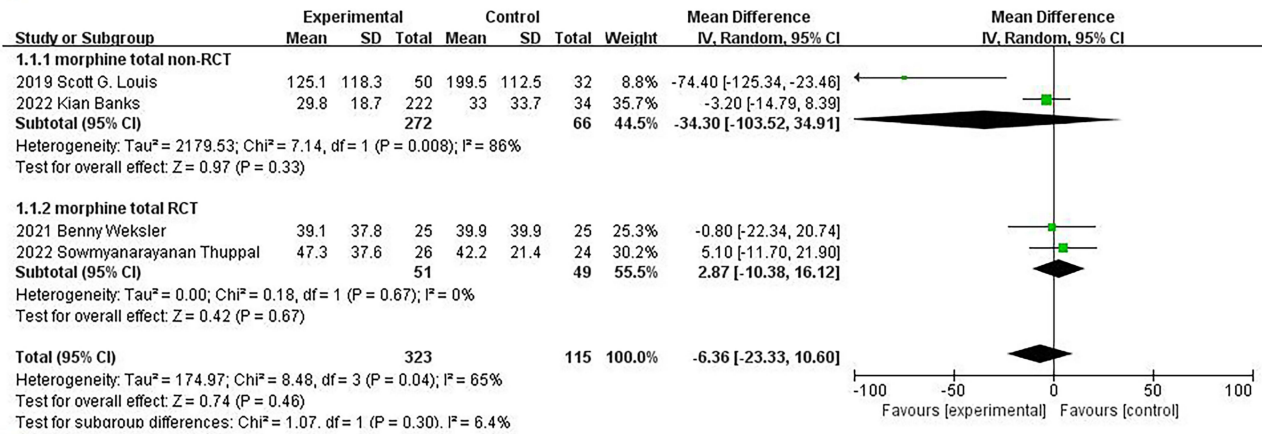 Experimental Control Mean Difference Mean Difference
Study or Subgroup Mean SD Total Mean SD Total Weight IV, Random, 95% CI IV, Random, 95% CI
1.1.1 morphine total non-RCT
2019 Scott G. Louis 125.1 118.3 50 199.5 112.5 32 8.8% -74.40 [-125.34, -23.46]
2022 Kian Banks 29.8 18.7 222 33 33.7 34 35.7% -3.20 [-14.79, 8.39]
Subtotal (95% CI) 272 66 44.5% -34.30 [-103.52, 34.91]
Heterogeneity: Tau² = 2179.53; Chi² = 7.14, df = 1 (P = 0.008); I² = 86%
Test for overall effect: Z = 0.97 (P = 0.33)
1.1.2 morphine total RCT
2021 Benny Weksler 39.1 37.8 25 39.9 39.9 25 25.3% -0.80 [-22.34, 20.74]
2022 Sowmyanarayanan Thuppal 47.3 37.6 26 42.2 21.4 24 30.2% 5.10 [-11.70, 21.90]
Subtotal (95% CI) 51 49 55.5% 2.87 [-10.38, 16.12]
Heterogeneity: Tau² = 0.00; Chi² = 0.18, df = 1 (P = 0.67); I² = 0%
Test for overall effect: Z = 0.42 (P = 0.67)
Total (95% CI) 323 115 100.0% -6.36 [-23.33, 10.60]
Heterogeneity: Tau² = 174.97; Chi² = 8.48, df = 3 (P = 0.04); I² = 65%
Test for overall effect: Z = 0.74 (P = 0.46)
Test for subgroup differences: Chi² = 1.07, df = 1 (P = 0.30), I² = 6.4%
-100 -50 0 50 100
Favours [experimental] Favours [control]